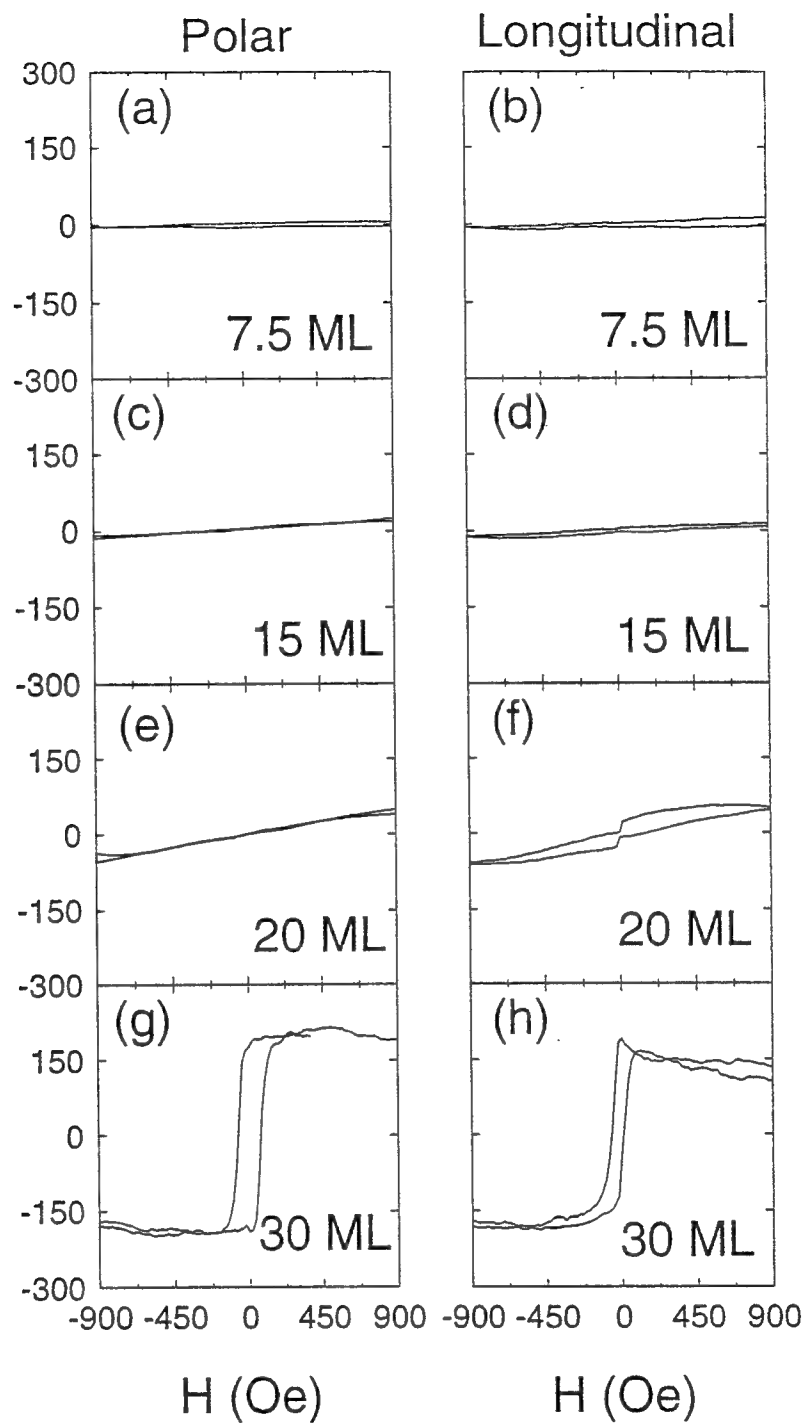 Polar Longitudinal
300
(a) (b)
150
0
-150
7.5 ML 7.5 ML
-300
(c) (d)
150
0
-150
15 ML 15 ML
-300
(e) (f)
150
0
-150
20 ML 20 ML
-300
(g) (h)
150
0
-150
30 ML 30 ML
-300
-900 -450 0 450 900 -900 -450 0 450 900
H (Oe) H (Oe)